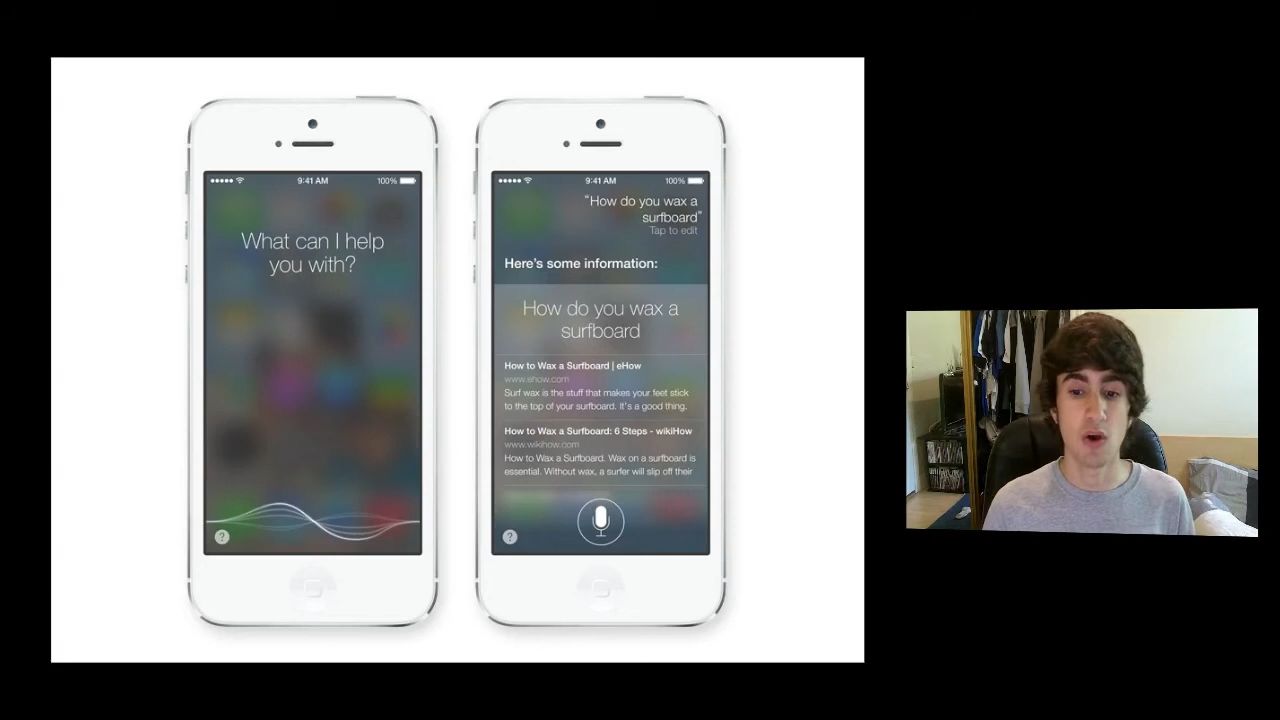 9:41 AM
100%
What can I help
you with?
?
9:41 AM
100%
“How do you wax a
surfboard”
Tap to edit
Here's some information:
How do you wax a
surfboard
How to Wax a Surfboard | eHow
www.ehow.com
Surf wax is the stuff that makes your feet stick
to the top of your surfboard. It's a good thing.
How to Wax a Surfboard: 6 Steps - wikiHow
www.wikihow.com
How to Wax a Surfboard. Wax on a surfboard is
essential. Without wax, a surfer will slip off their
?